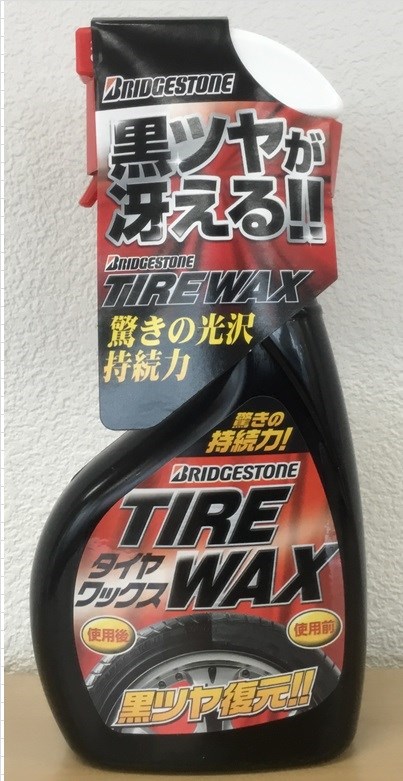 BRIDGESTONE
黒ツヤが
冴える!!
BRIDGESTONE
TIRE WAX
驚きの光沢
持続力
驚きの
持続力!
BRIDGESTONE
TIRE
タイヤ
ワックス WAX
使用後 使用前
黒ツヤ復元!!